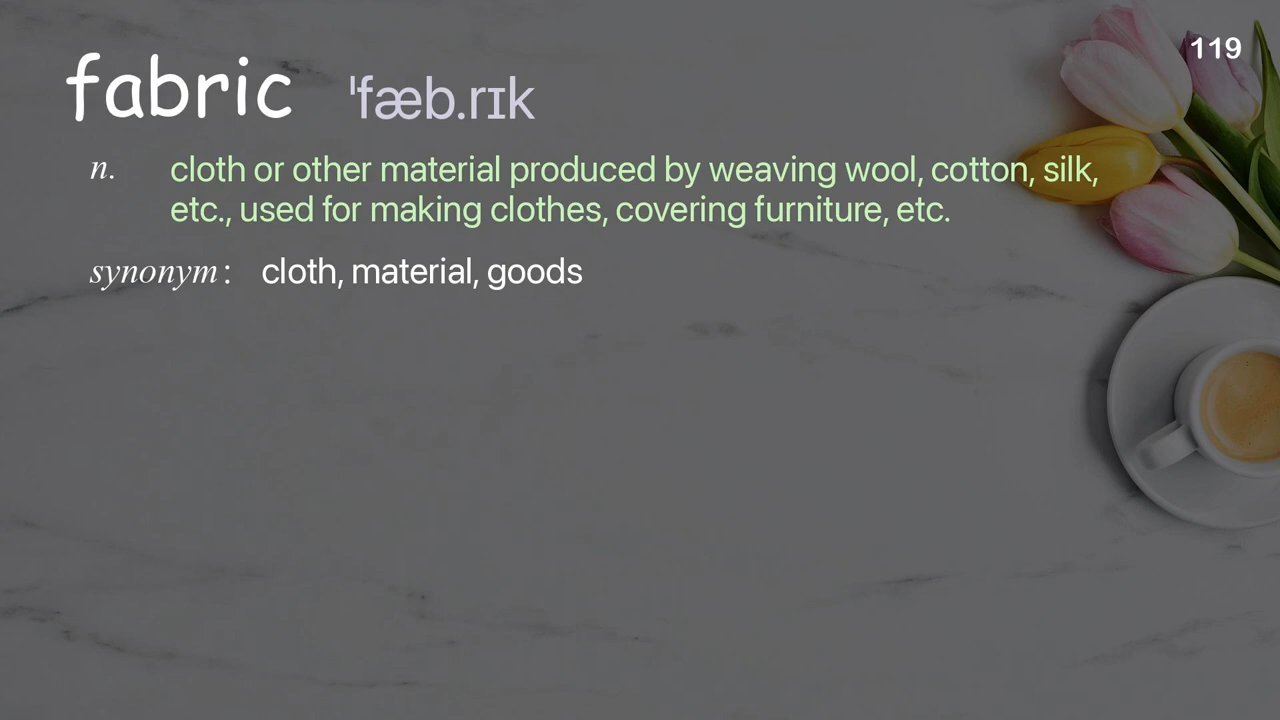 119
fabric ˈfæb.rɪk
n. cloth or other material produced by weaving wool, cotton, silk,
etc., used for making clothes, covering furniture, etc.
synonym: cloth, material, goods